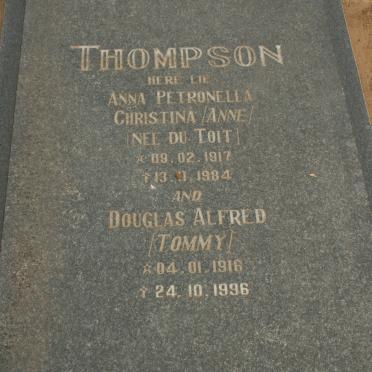 THOMPSON
HERE LIE
ANNA PETRONELLA
CHRISTINA [ANNE]
[NEE DU TOIT]
☆ 09. 02. 1917
† 13. 1984
AND
DOUGLAS ALFRED
[TOMMY]
☆ 04. 01. 1916
† 24. 10. 1996